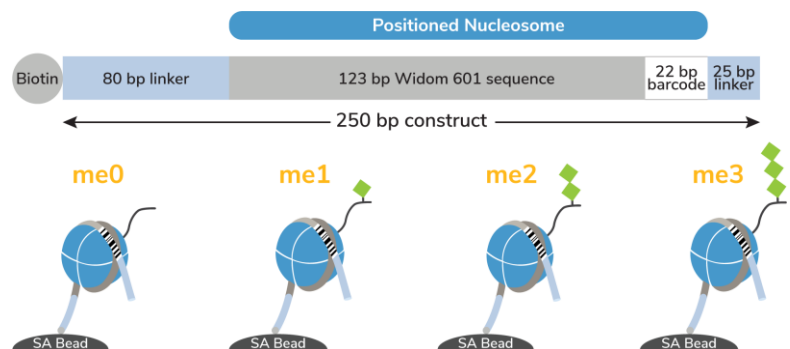 Positioned Nucleosome
Biotin
80 bp linker
123 bp Widom 601 sequence
22 bp
barcode
25 bp
linker
250 bp construct
me0
me1
me2
me3
SA Bead
SA Bead
SA Bead
SA Bead